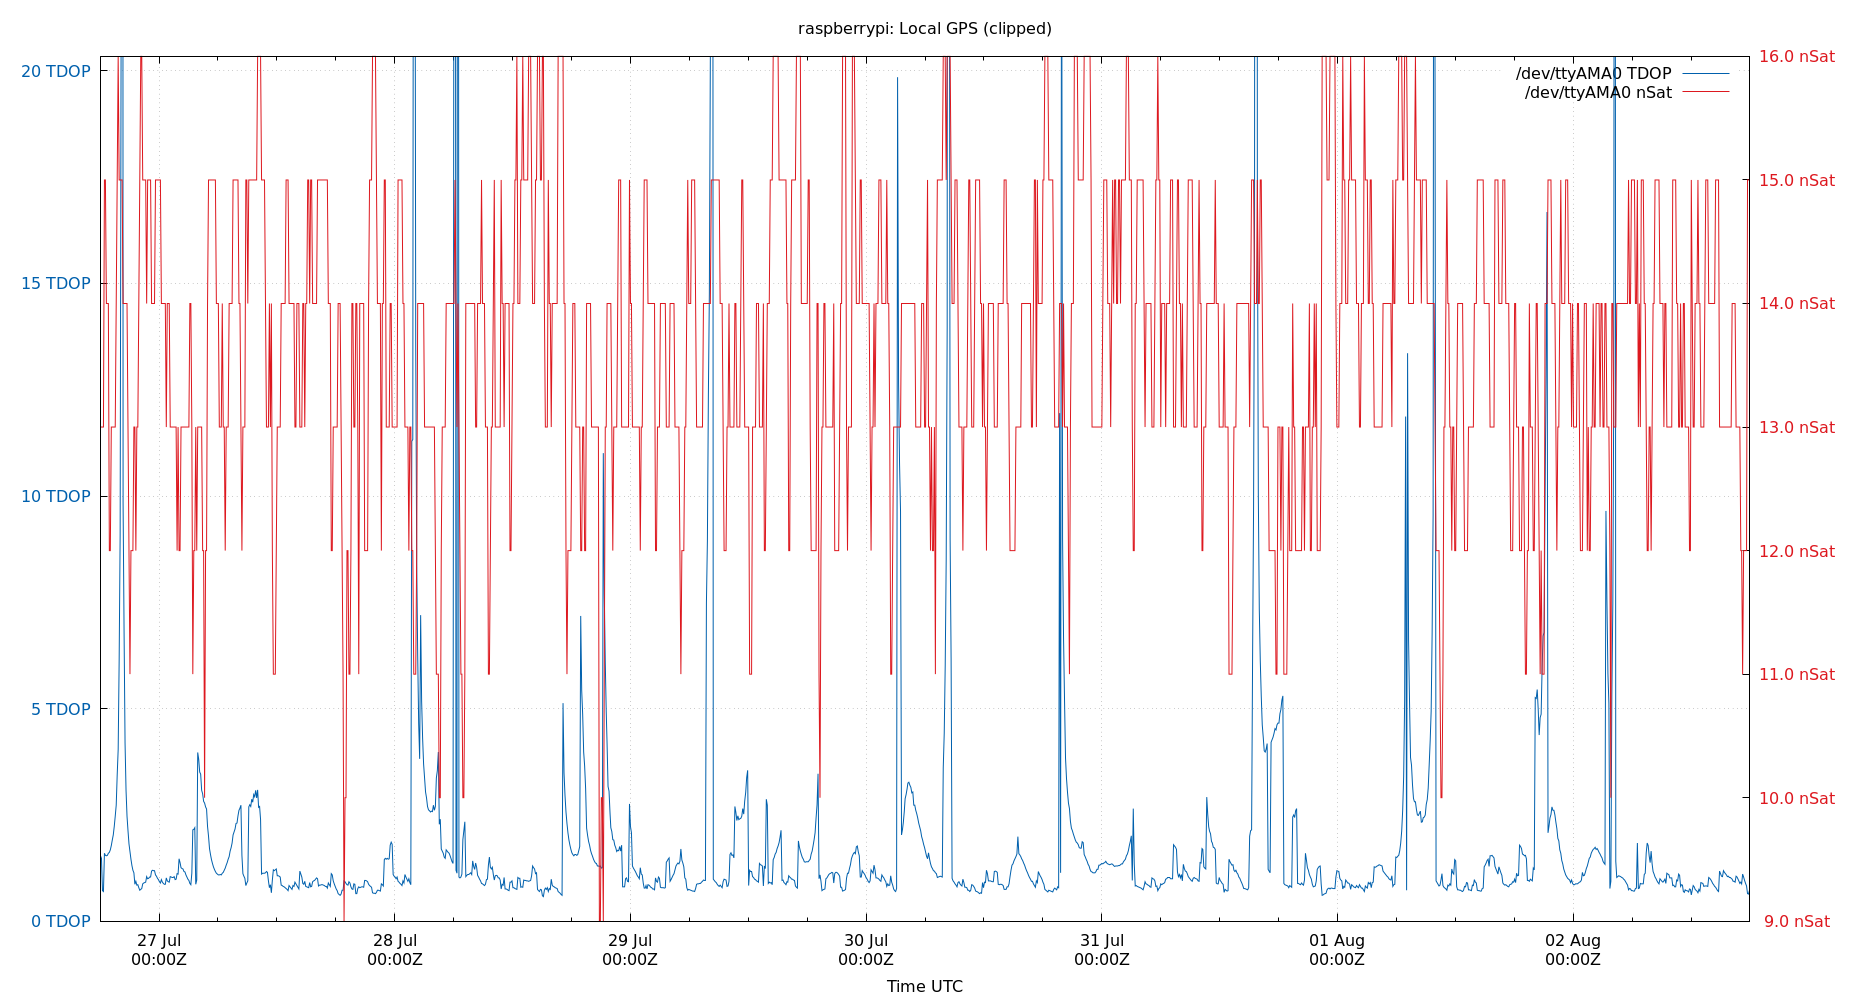 raspberrypi: Local GPS (clipped)
20 TDOP
15 TDOP
10 TDOP
5 TDOP
0 TDOP
16.0 nSat
15.0 nSat
14.0 nSat
13.0 nSat
12.0 nSat
11.0 nSat
10.0 nSat
9.0 nSat
/dev/ttyAMA0 TDOP
/dev/ttyAMA0 nSat
27 Jul
00:00Z
28 Jul
00:00Z
29 Jul
00:00Z
30 Jul
00:00Z
31 Jul
00:00Z
01 Aug
00:00Z
02 Aug
00:00Z
Time UTC